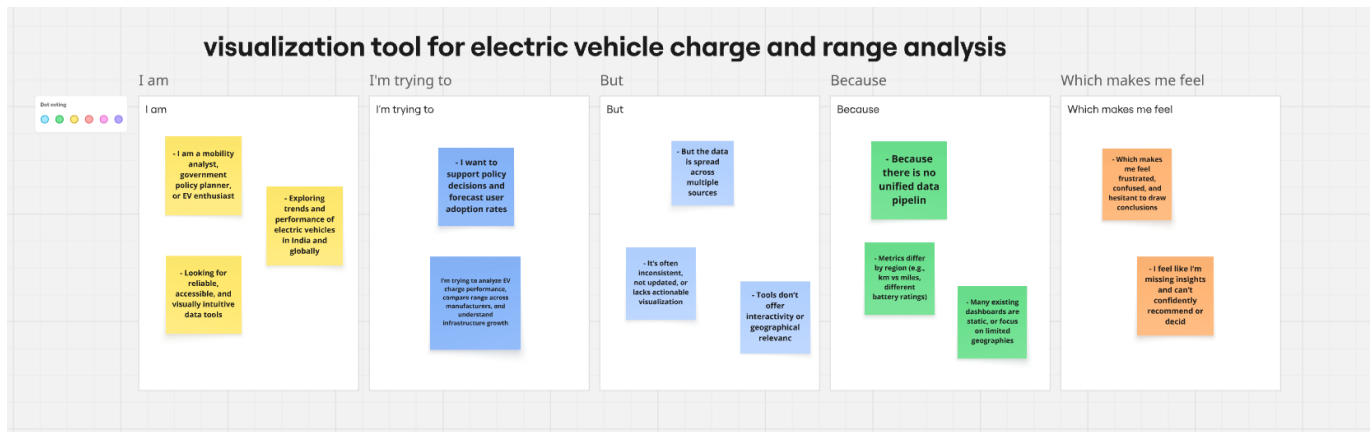 visualization tool for electric vehicle charge and range analysis
I am
I'm trying to
But
Because
Which makes me feel
Dot voting
I am
- I am a mobility
analyst,
government
policy planner,
or EV enthusiast
- Exploring
trends and
performance of
electric vehicles
in India and
globally
- Looking for
reliable,
accessible, and
visually intuitive
data tools
I'm trying to
- I want to
support policy
decisions and
forecast user
adoption rates
I'm trying to analyze EV
charge performance,
compare range across
manufacturers, and
understand
infrastructure growth
But
- But the data
is spread
across
multiple
sources
- It's often
inconsistent,
not updated, or
lacks actionable
visualization
- Tools don't
offer
interactivity or
geographical
relevanc
Because
- Because
there is no
unified data
pipelin
- Metrics differ
by region (e.g.,
km vs miles,
different
battery ratings)
- Many existing
dashboards are
static, or focus
on limited
geographies
Which makes me feel
- Which makes
me feel
frustrated,
confused, and
hesitant to draw
conclusions
- I feel like I'm
missing insights
and can't
confidently
recommend or
decid